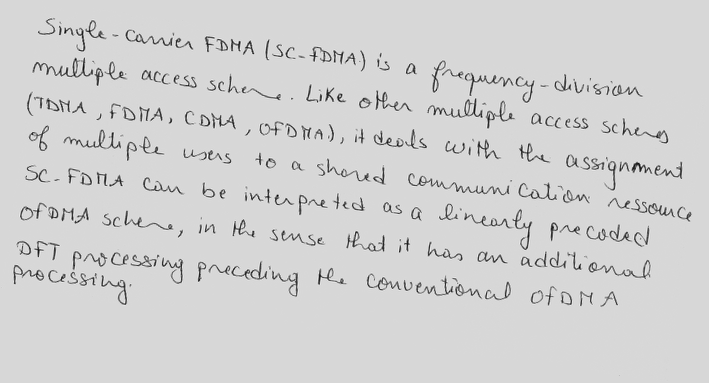 Single-carrier FDMA (SC-FDMA) is a frequency-division
multiple access scheme. Like other multiple access schemes
(TDMA, FDMA, CDMA, OFDMA), it deals with the assignment
of multiple users to a shared communication ressource
SC-FDMA can be interpreted as a linearly precoded
OFDMA scheme, in the sense that it has an additional
DFT processing preceding the conventional OFDMA
processing.